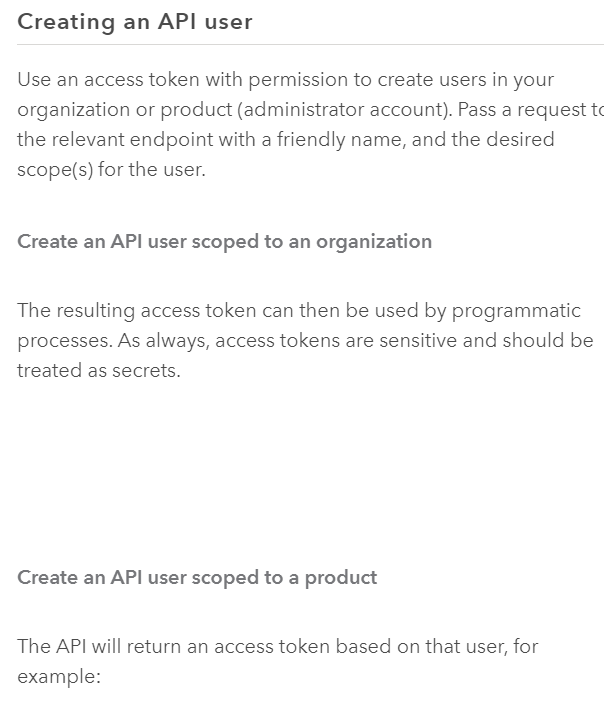 Creating an API user
Use an access token with permission to create users in your
organization or product (administrator account). Pass a request to
the relevant endpoint with a friendly name, and the desired
scope(s) for the user.
Create an API user scoped to an organization
The resulting access token can then be used by programmatic
processes. As always, access tokens are sensitive and should be
treated as secrets.
Create an API user scoped to a product
The API will return an access token based on that user, for
example: